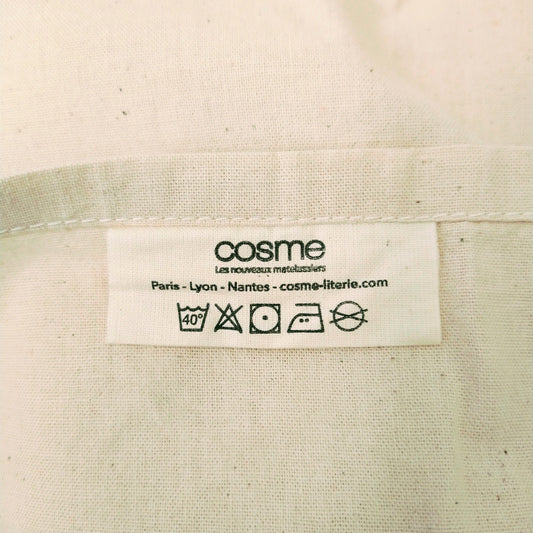 cosme
Les nouveaux matelassiers
Paris - Lyon - Nantes - cosme-literie.com
40°